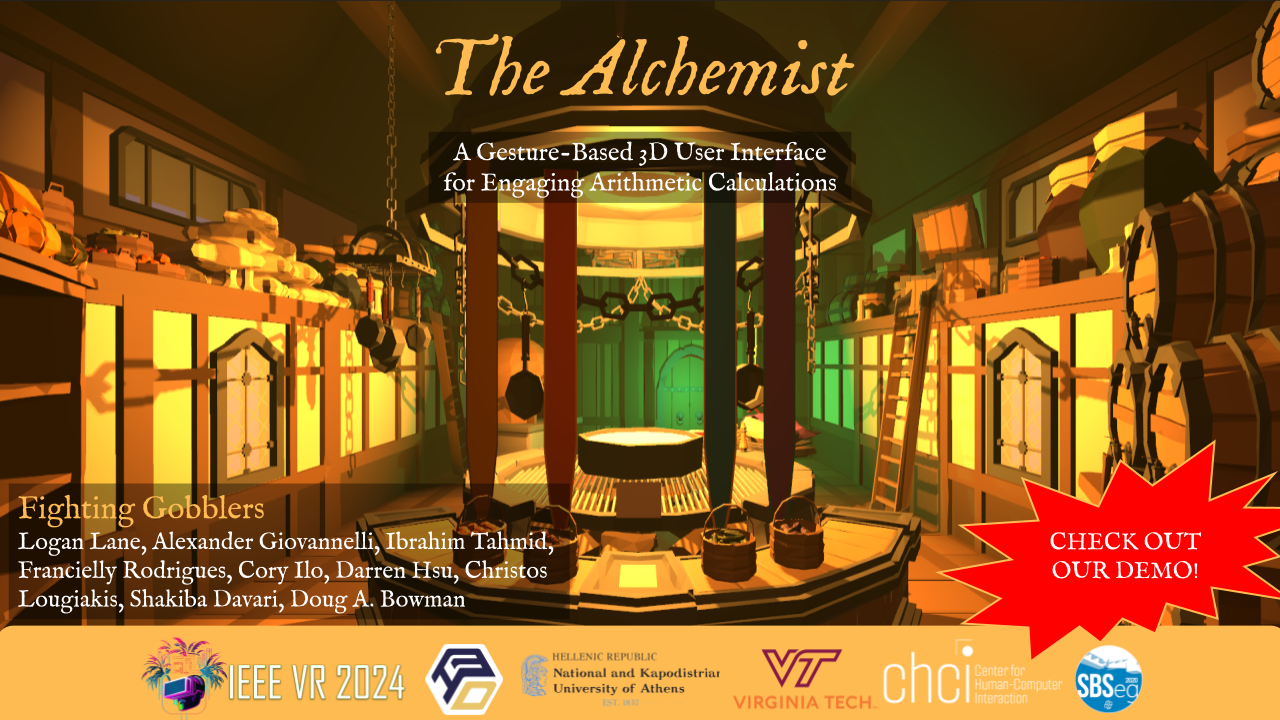 The Alchemist
A Gesture-Based 3D User Interface
for Engaging Arithmetic Calculations
Fighting Gobblers
Logan Lane, Alexander Giovannelli, Ibrahim Tahmid,
Francielly Rodrigues, Cory Ilo, Darren Hsu, Christos
Lougiakis, Shakiba Davari, Doug A. Bowman
CHECK OUT
OUR DEMO!
IEEE VR 2024
HELLENIC REPUBLIC
National and Kapodistrian
University of Athens
EST. 1837
VT
VIRGINIA TECH.
chci
Center for
Human-Computer
Interaction
2020
SBSeg